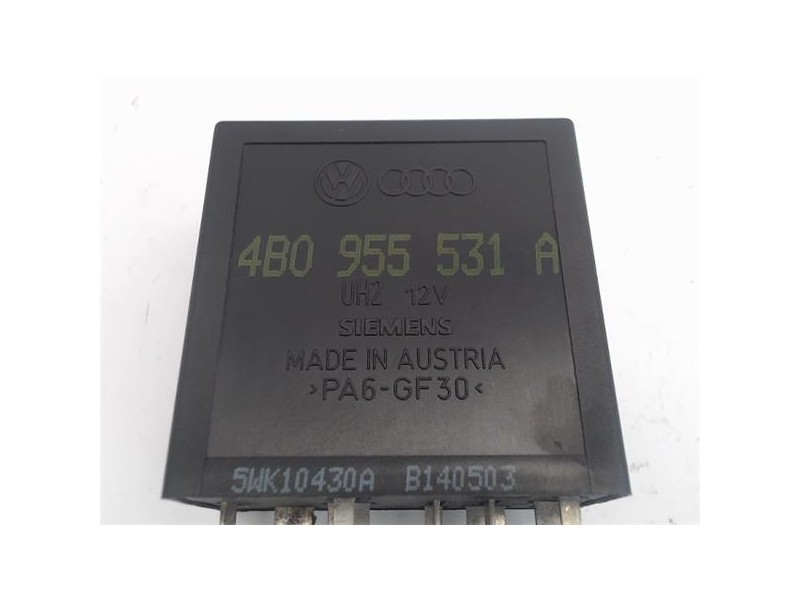 4B0 955 531 A
UH2 12V
SIEMENS
MADE IN AUSTRIA
>PA6-GF30<
5WK10430A B140503